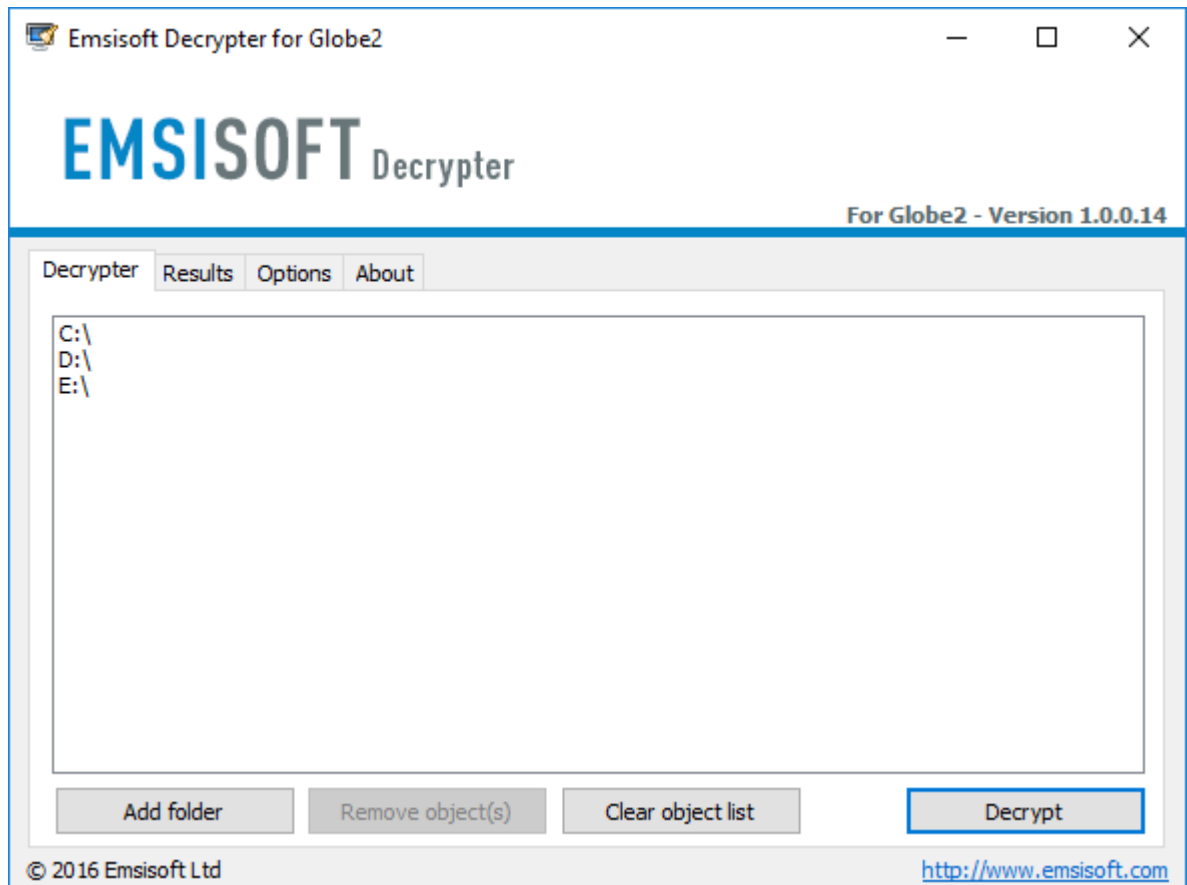 Emsisoft Decrypter for Globe2
EMSISOFT Decrypter
For Globe2 - Version 1.0.0.14
Decrypter Results Options About
C:\
D:\
E:\
Add folder Remove object(s) Clear object list Decrypt
© 2016 Emsisoft Ltd http://www.emsisoft.com